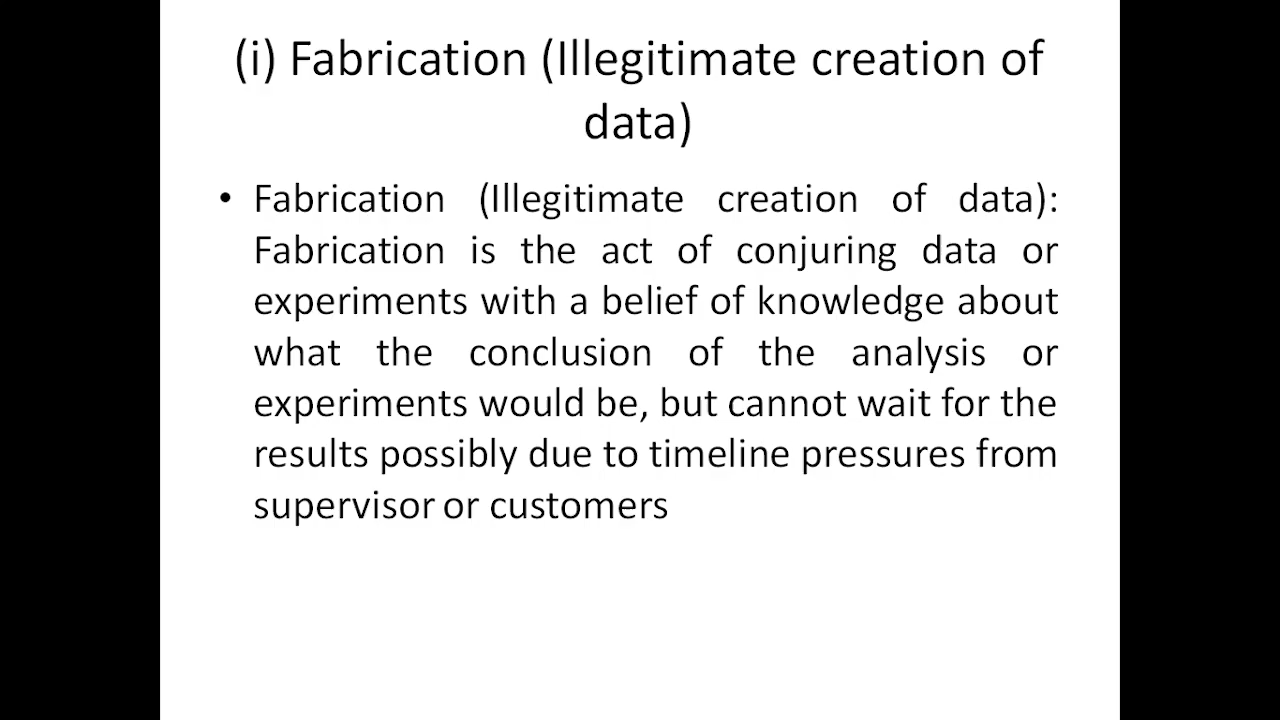 (i) Fabrication (Illegitimate creation of
data)
• Fabrication (Illegitimate creation of data):
Fabrication is the act of conjuring data or
experiments with a belief of knowledge about
what the conclusion of the analysis or
experiments would be, but cannot wait for the
results possibly due to timeline pressures from
supervisor or customers